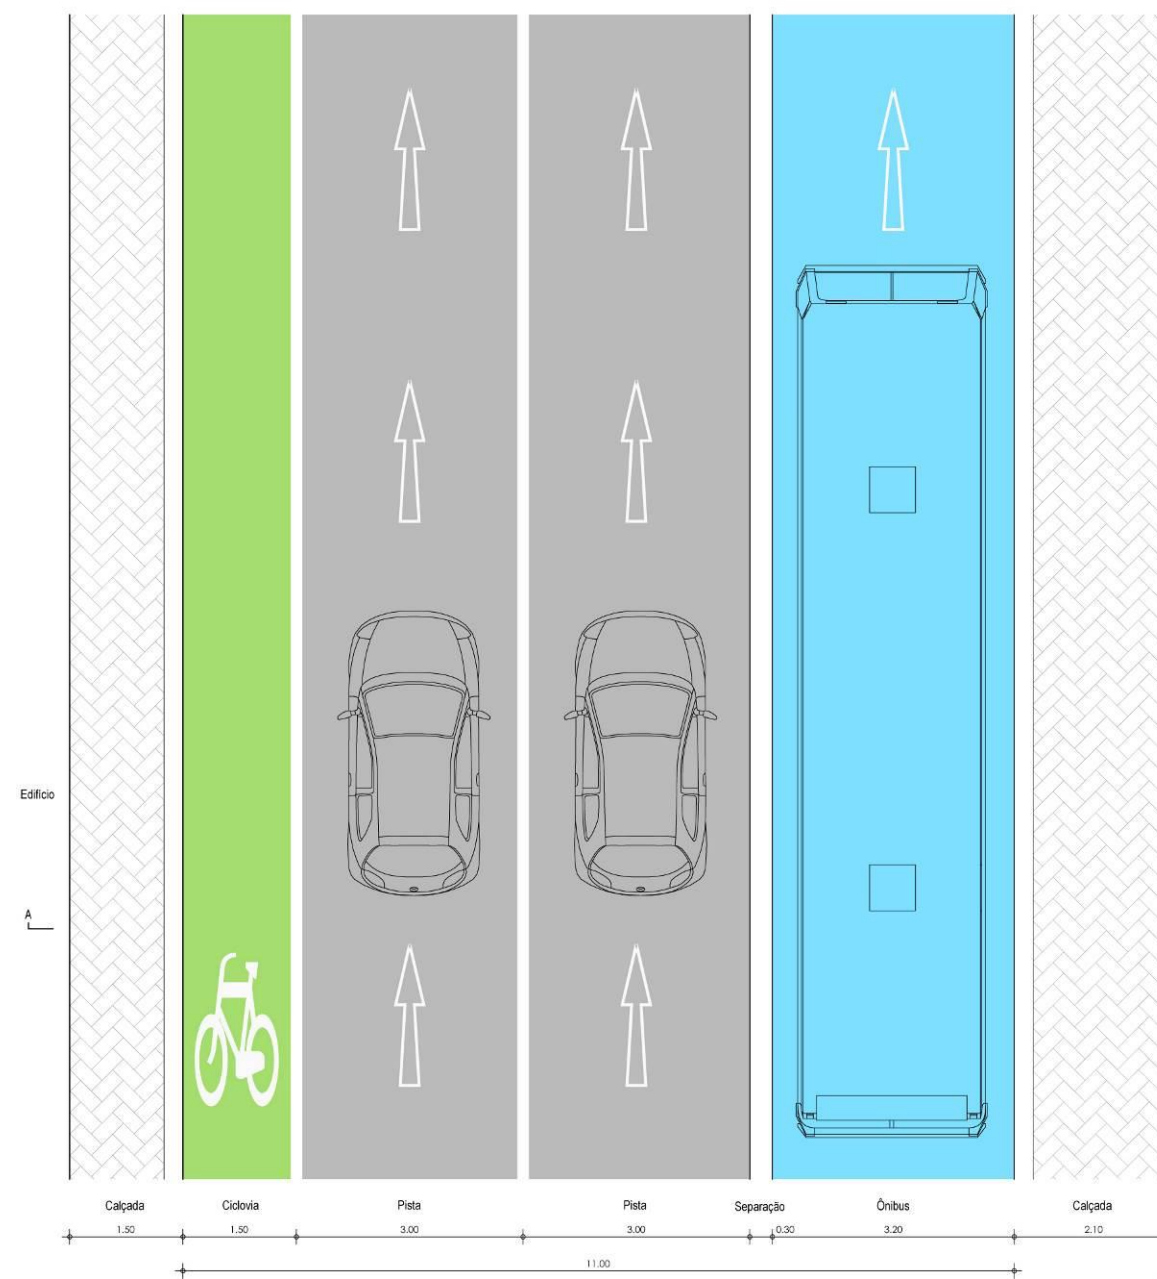 Edifício
A
Calçada Ciclovia Pista Pista Separação Ônibus Calçada
1.50 1.50 3.00 3.00 0.30 3.20 2.10
11.00